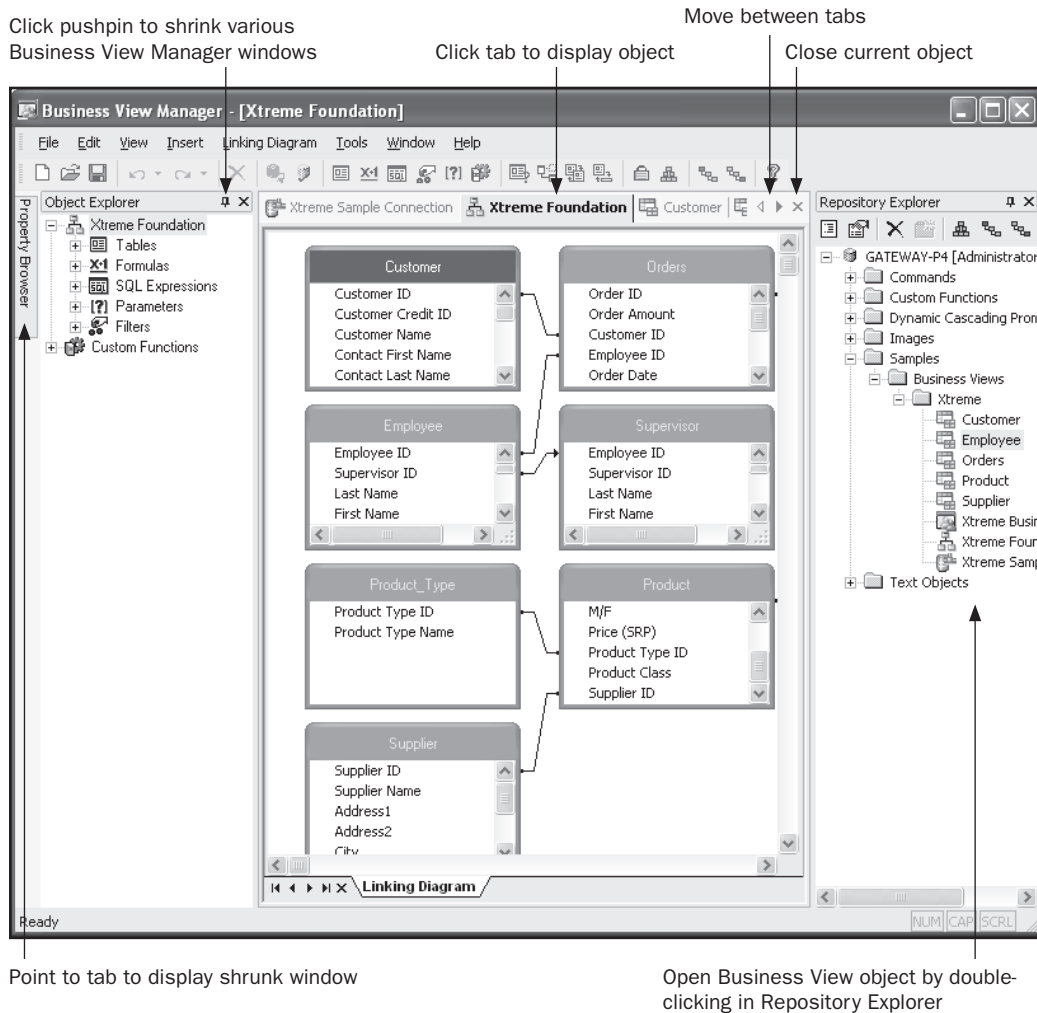 Move between tabs
Click pushpin to shrink various
Business View Manager windows
Click tab to display object
Close current object
Business View Manager - [Xtreme Foundation]
File Edit View Insert Linking Diagram Tools Window Help
Property Browser
Object Explorer
Xtreme Foundation
Tables
Formulas
SQL Expressions
Parameters
Filters
Custom Functions
Xtreme Sample Connection Xtreme Foundation Customer
Customer
Customer ID
Customer Credit ID
Customer Name
Contact First Name
Contact Last Name
Orders
Order ID
Order Amount
Customer ID
Employee ID
Order Date
Employee
Employee ID
Supervisor ID
Last Name
First Name
Supervisor
Employee ID
Supervisor ID
Last Name
First Name
Product_Type
Product Type ID
Product Type Name
Product
M/F
Price (SRP)
Product Type ID
Product Class
Supplier ID
Supplier
Supplier ID
Supplier Name
Address1
Address2
City
Linking Diagram
Repository Explorer
GATEWAY-P4 [Administrator
Commands
Custom Functions
Dynamic Cascading Pron
Images
Samples
Business Views
Xtreme
Customer
Employee
Orders
Product
Supplier
Xtreme Busir
Xtreme Four
Xtreme Samp
Text Objects
Ready
NUM CAP SCRL
Point to tab to display shrunk window
Open Business View object by double-
clicking in Repository Explorer